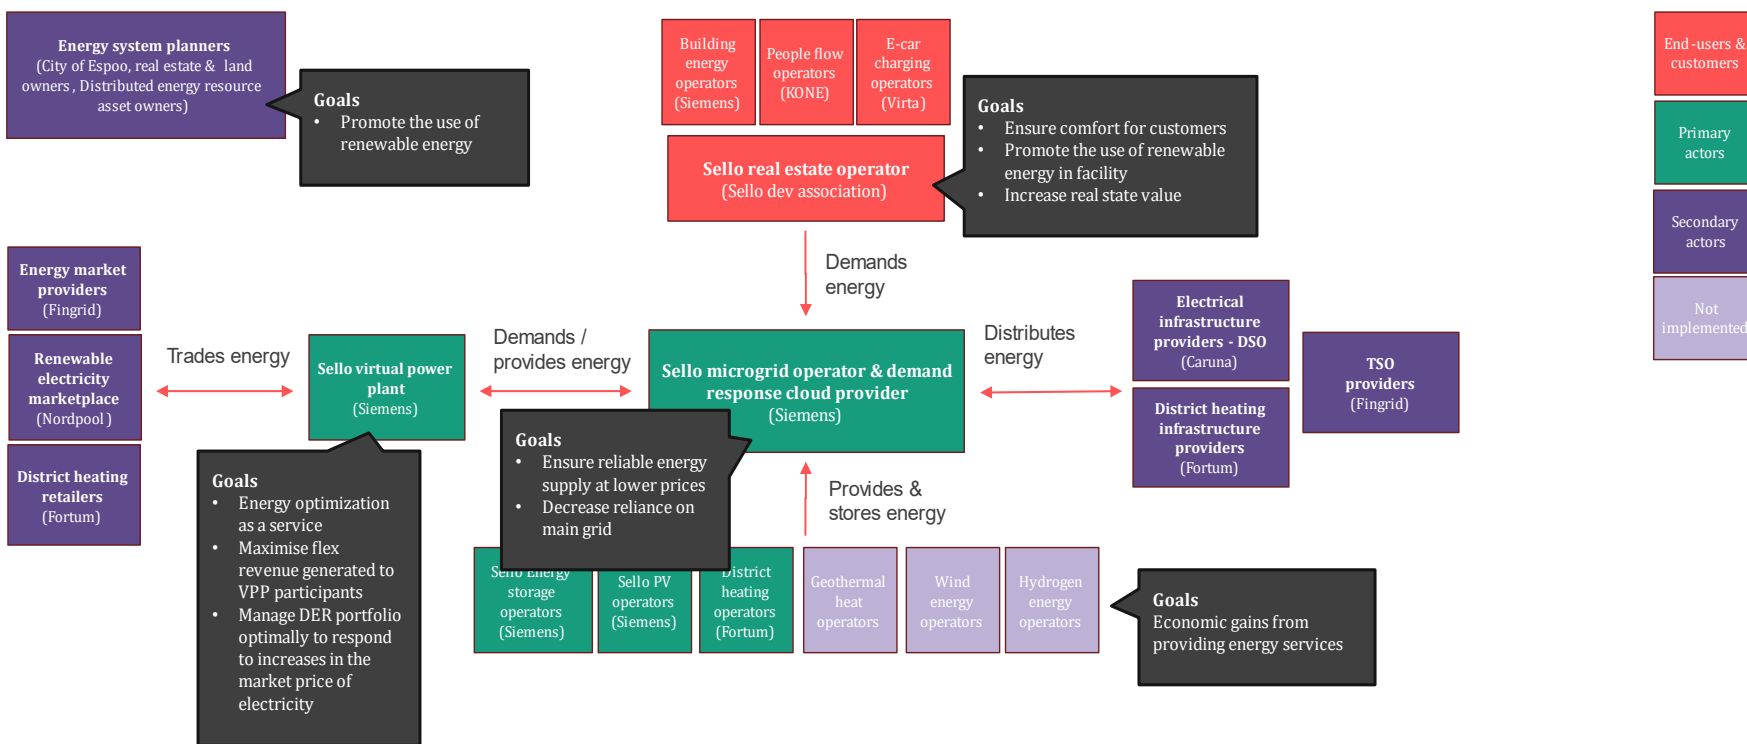 Energy system planners
(City of Espoo, real estate & land
owners , Distributed energy resource
asset owners)
Goals
• Promote the use of
renewable energy
Building
energy
operators
(Siemens)
People flow
operators
(KONE)
E-car
charging
operators
(Virta)
Sello real estate operator
(Sello dev association)
Goals
• Ensure comfort for customers
• Promote the use of renewable
energy in facility
• Increase real state value
End -users &
customers
Primary
actors
Secondary
actors
Not
implemented
Demands
energy
Energy market
providers
(Fingrid)
Renewable
electricity
marketplace
(Nordpool )
District heating
retailers
(Fortum)
Trades energy
Sello virtual power
plant
(Siemens)
Demands /
provides energy
Sello microgrid operator & demand
response cloud provider
(Siemens)
Distributes
energy
Electrical
infrastructure
providers - DSO
(Caruna)
District heating
infrastructure
providers
(Fortum)
TSO
providers
(Fingrid)
Goals
• Energy optimization
as a service
• Maximise flex
revenue generated to
VPP participants
• Manage DER portfolio
optimally to respond
to increases in the
market price of
electricity
Goals
• Ensure reliable energy
supply at lower prices
• Decrease reliance on
main grid
Provides &
stores energy
Sello Energy
storage
operators
(Siemens)
Sello PV
operators
(Siemens)
District
heating
operators
(Fortum)
Geothermal
heat
operators
Wind
energy
operators
Hydrogen
energy
operators
Goals
Economic gains from
providing energy services